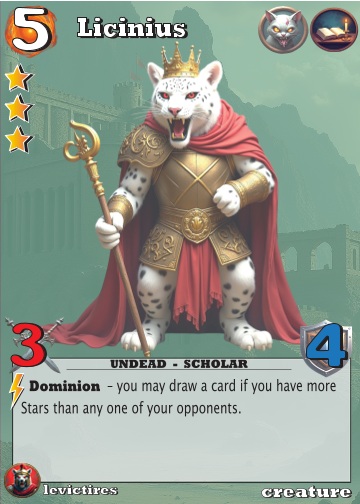 5 Licinius
3 4
UNDEAD - SCHOLAR
Dominion - you may draw a card if you have more
Stars than any one of your opponents.
levictires creature